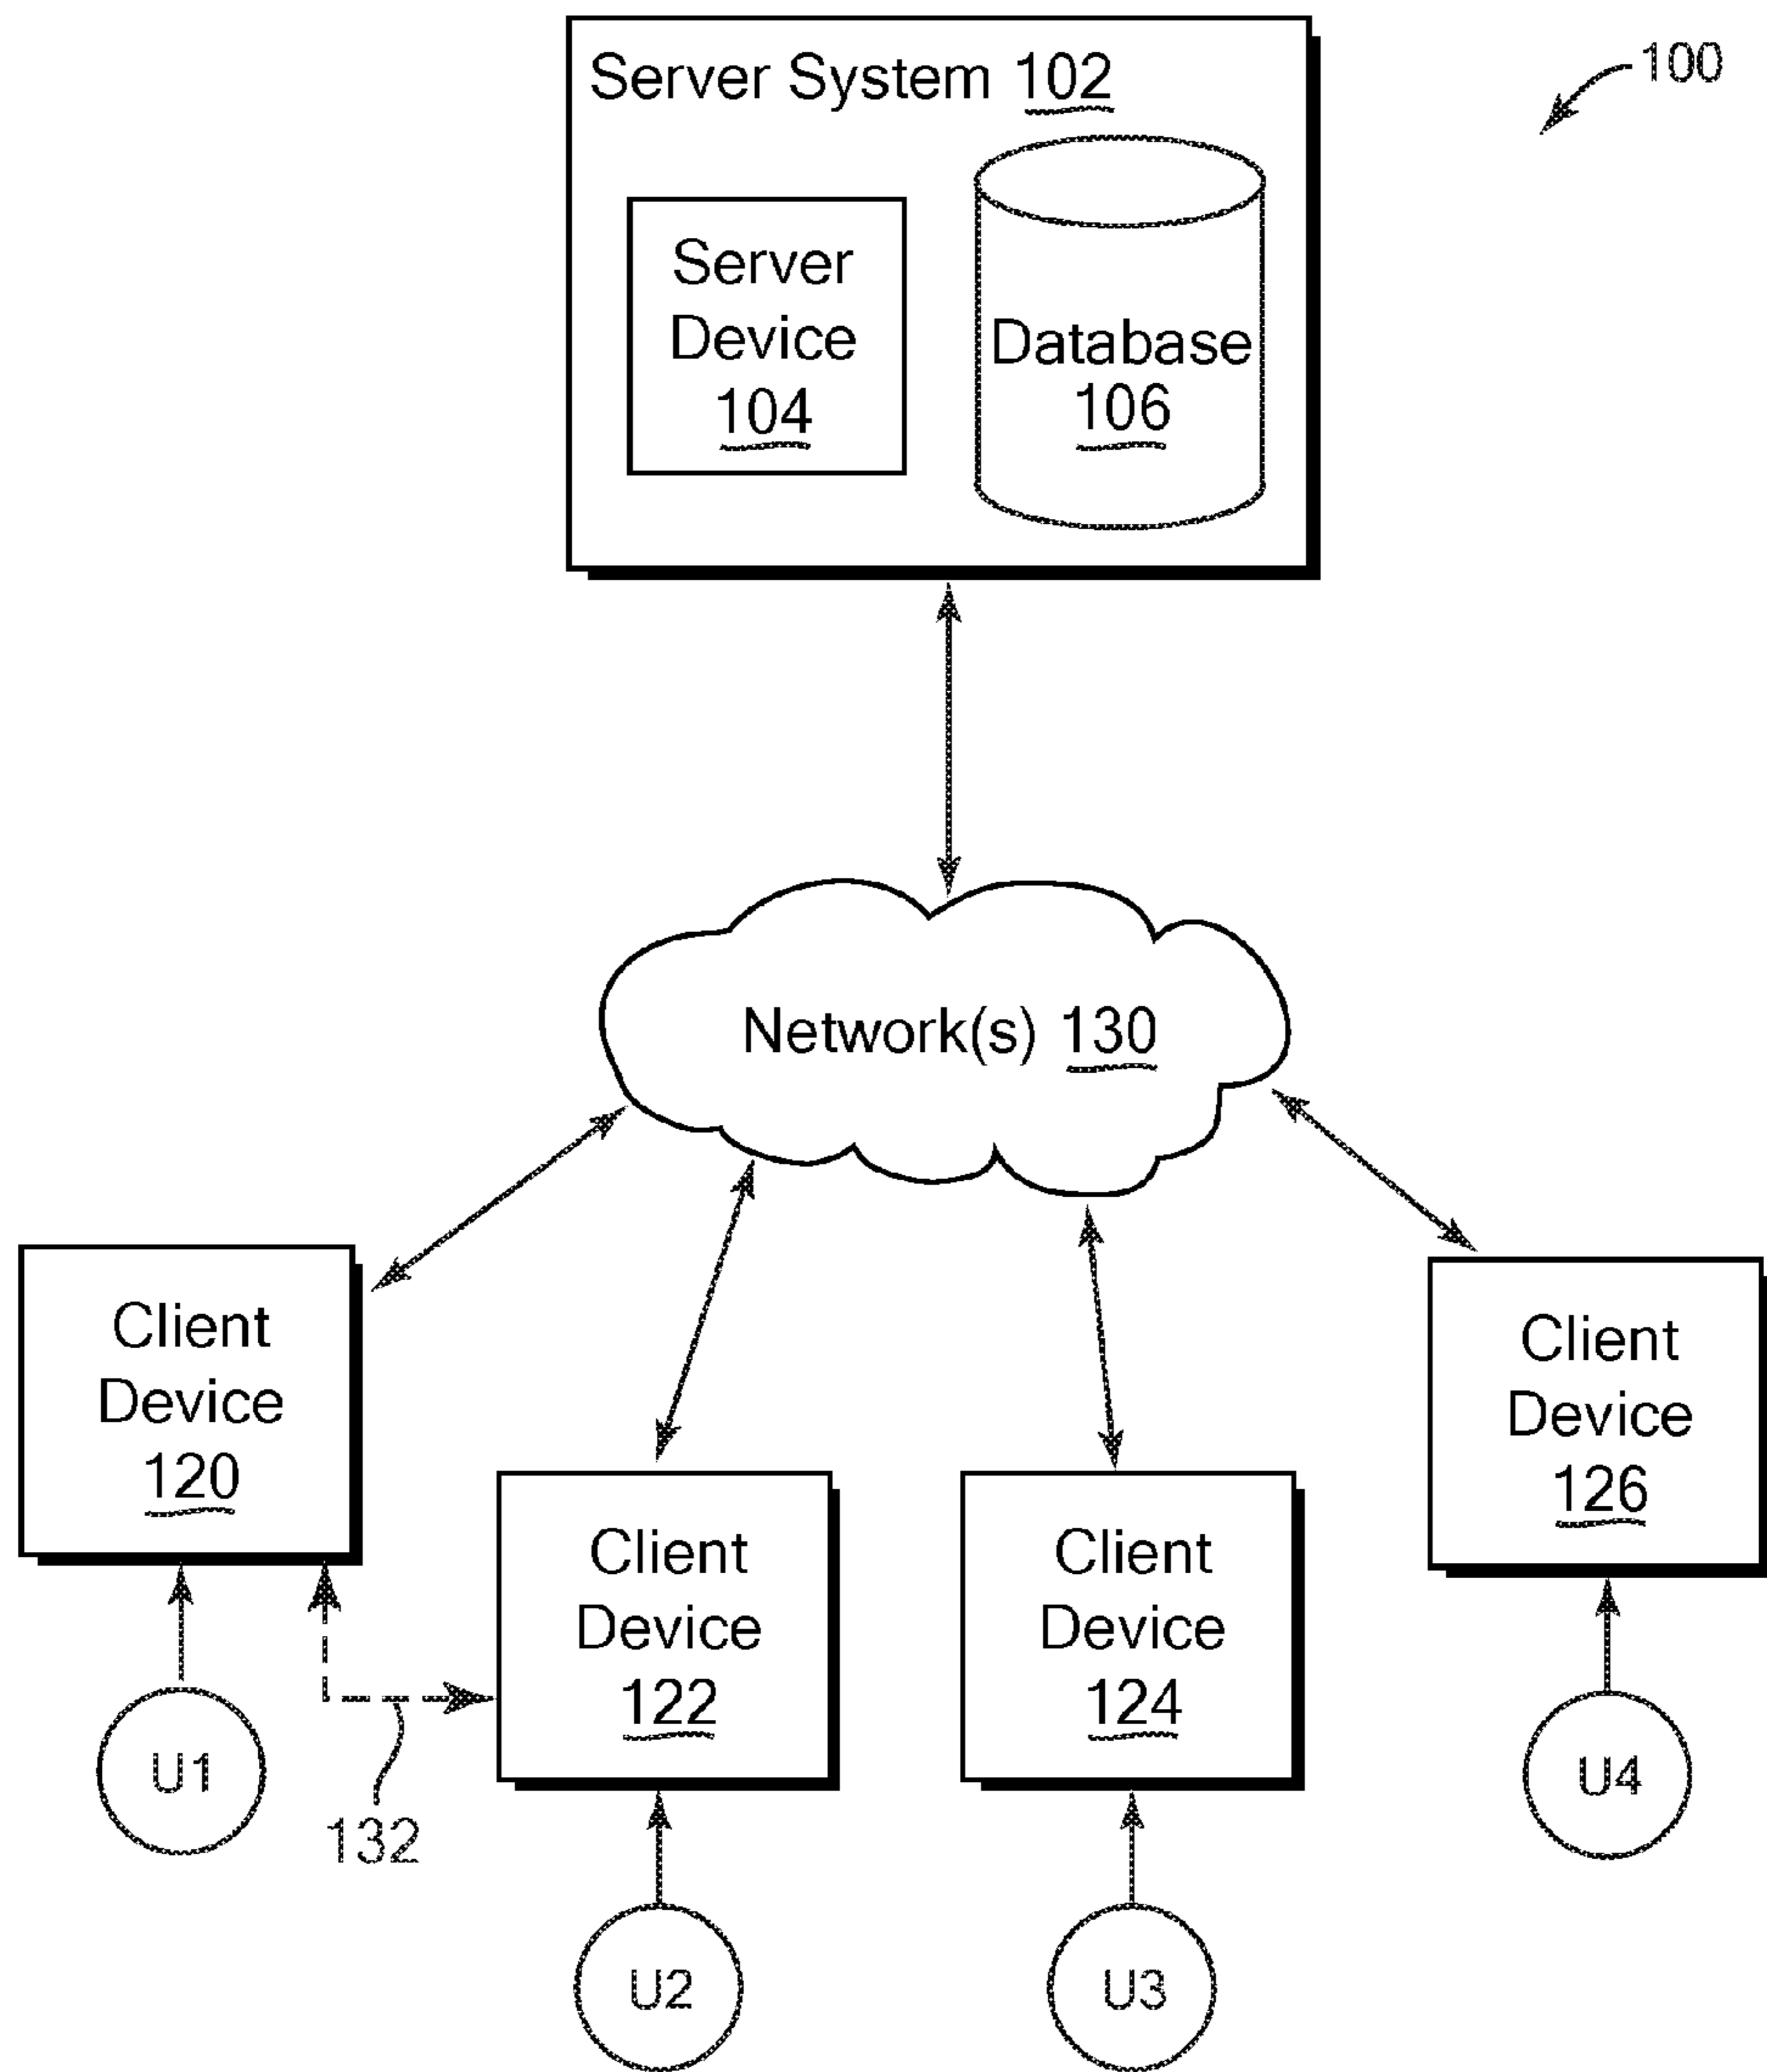 Server System 102
100
Server
Device
104
Database
106
Network(s) 130
Client
Device
120
Client
Device
122
Client
Device
124
Client
Device
126
U1
132
U2
U3
U4